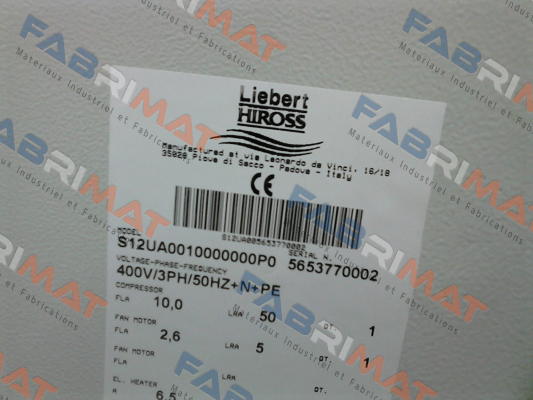 Liebert
HIROSS
Manufactured at via Leonardo da Vinci, 16/18
35028 Piove di Sacco - Padova - Italy
CE
S12UA005653770002
MODEL
SERIAL N.
S12UA0010000000P0 5653770002
VOLTAGE-PHASE-FREQUENCY
400V/3PH/50HZ+N+PE
COMPRESSOR
FLA 10,0 LRA 50 QT. 1
FAN MOTOR
FLA 2,6 LRA 5 QT. 1
FAN MOTOR
FLA LRA QT.
EL. HEATER
A 6,5
FABRIMAT
Materiaux Industriel et Fabrications